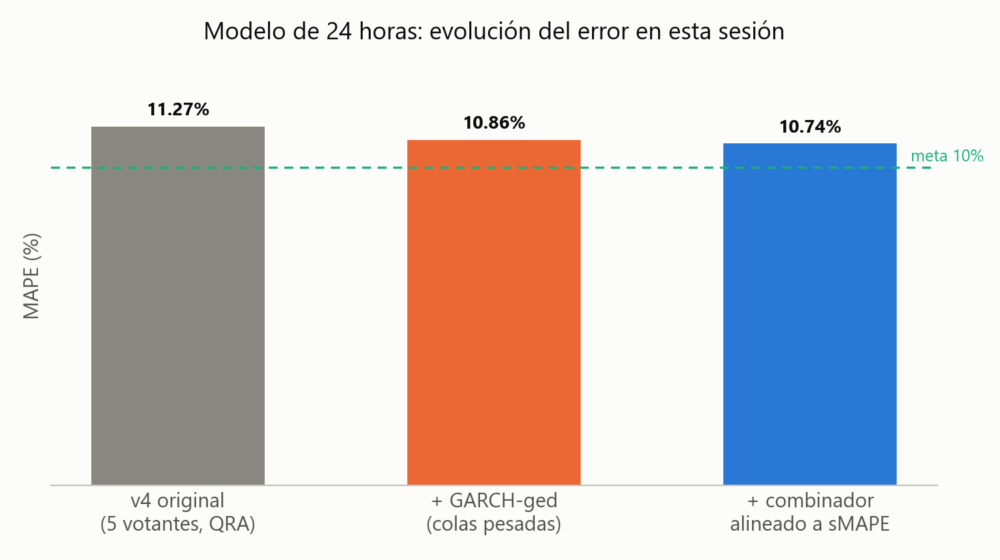 Modelo de 24 horas: evolución del error en esta sesión
11.27%
10.86%
10.74%
meta 10%
MAPE (%)
v4 original
(5 votantes, QRA)
+ GARCH-ged
(colas pesadas)
+ combinador
alineado a sMAPE